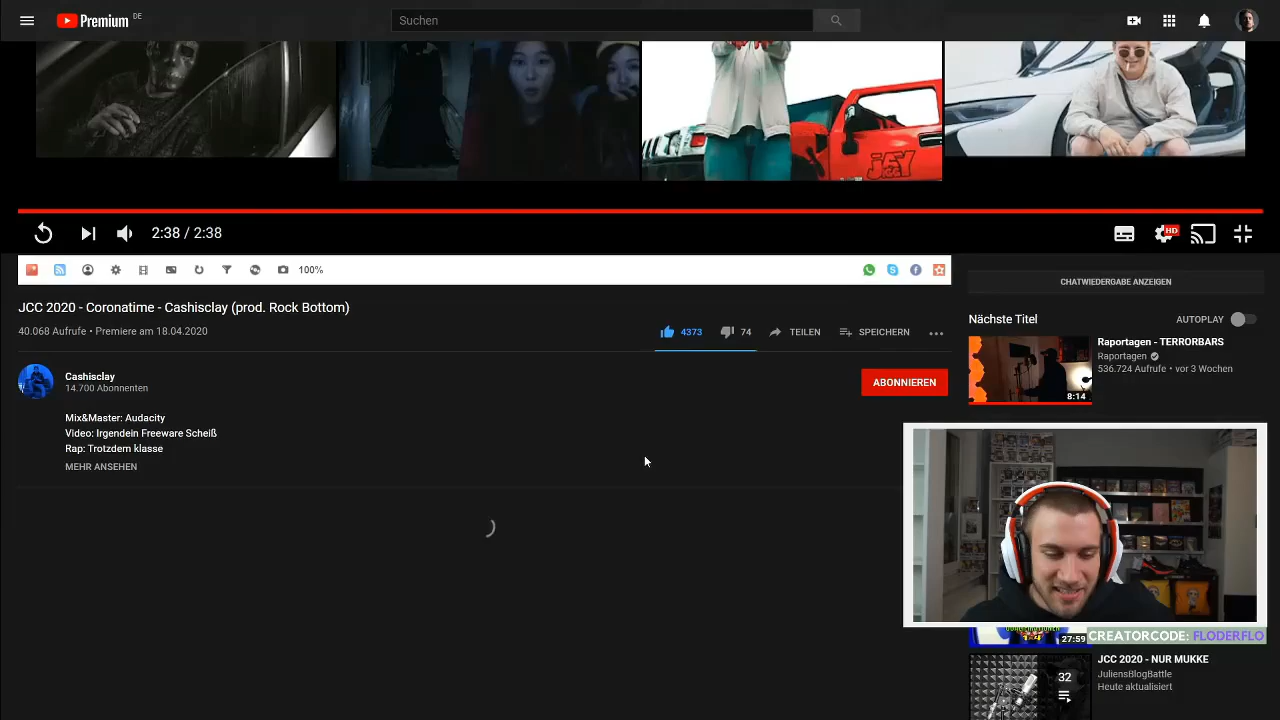 Premium DE
Suchen
JAY JICC
2:38 / 2:38
HD
100%
JCC 2020 - Coronatime - Cashisclay (prod. Rock Bottom)
40.068 Aufrufe • Premiere am 18.04.2020
4373
74
TEILEN
SPEICHERN
Cashisclay
14.700 Abonnenten
ABONNIEREN
Mix&Master: Audacity
Video: Irgendein Freeware Scheiß
Rap: Trotzdem klasse
MEHR ANSEHEN
CHATWIEDERGABE ANZEIGEN
Nächste Titel
AUTOPLAY
Raportagen - TERRORBARS
Raportagen
536.724 Aufrufe • vor 3 Wochen
8:14
27:59
CREATORCODE: FLODERFLO
JCC 2020 - NUR MUKKE
JuliensBlogBattle
Heute aktualisiert
32